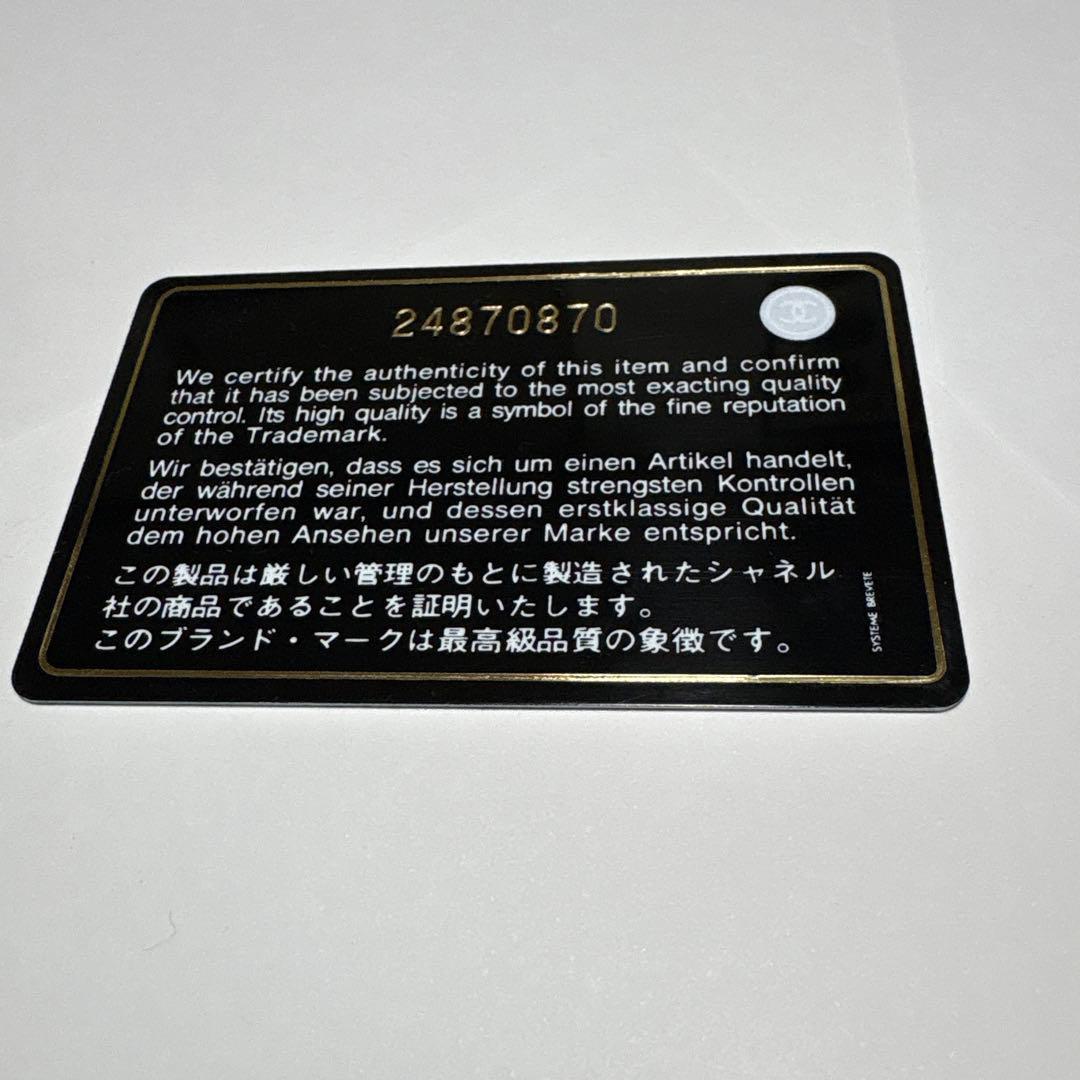 24870870
We certify the authenticity of this item and confirm
that it has been subjected to the most exacting quality
control. Its high quality is a symbol of the fine reputation
of the Trademark.
Wir bestätigen, dass es sich um einen Artikel handelt,
der während seiner Herstellung strengsten Kontrollen
unterworfen war, und dessen erstklassige Qualität
dem hohen Ansehen unserer Marke entspricht.
この製品は厳しい管理のもとに製造されたシャネル
社の商品であることを証明いたします。
このブランド・マークは最高級品質の象徴です。
SYSTEME BREVETE